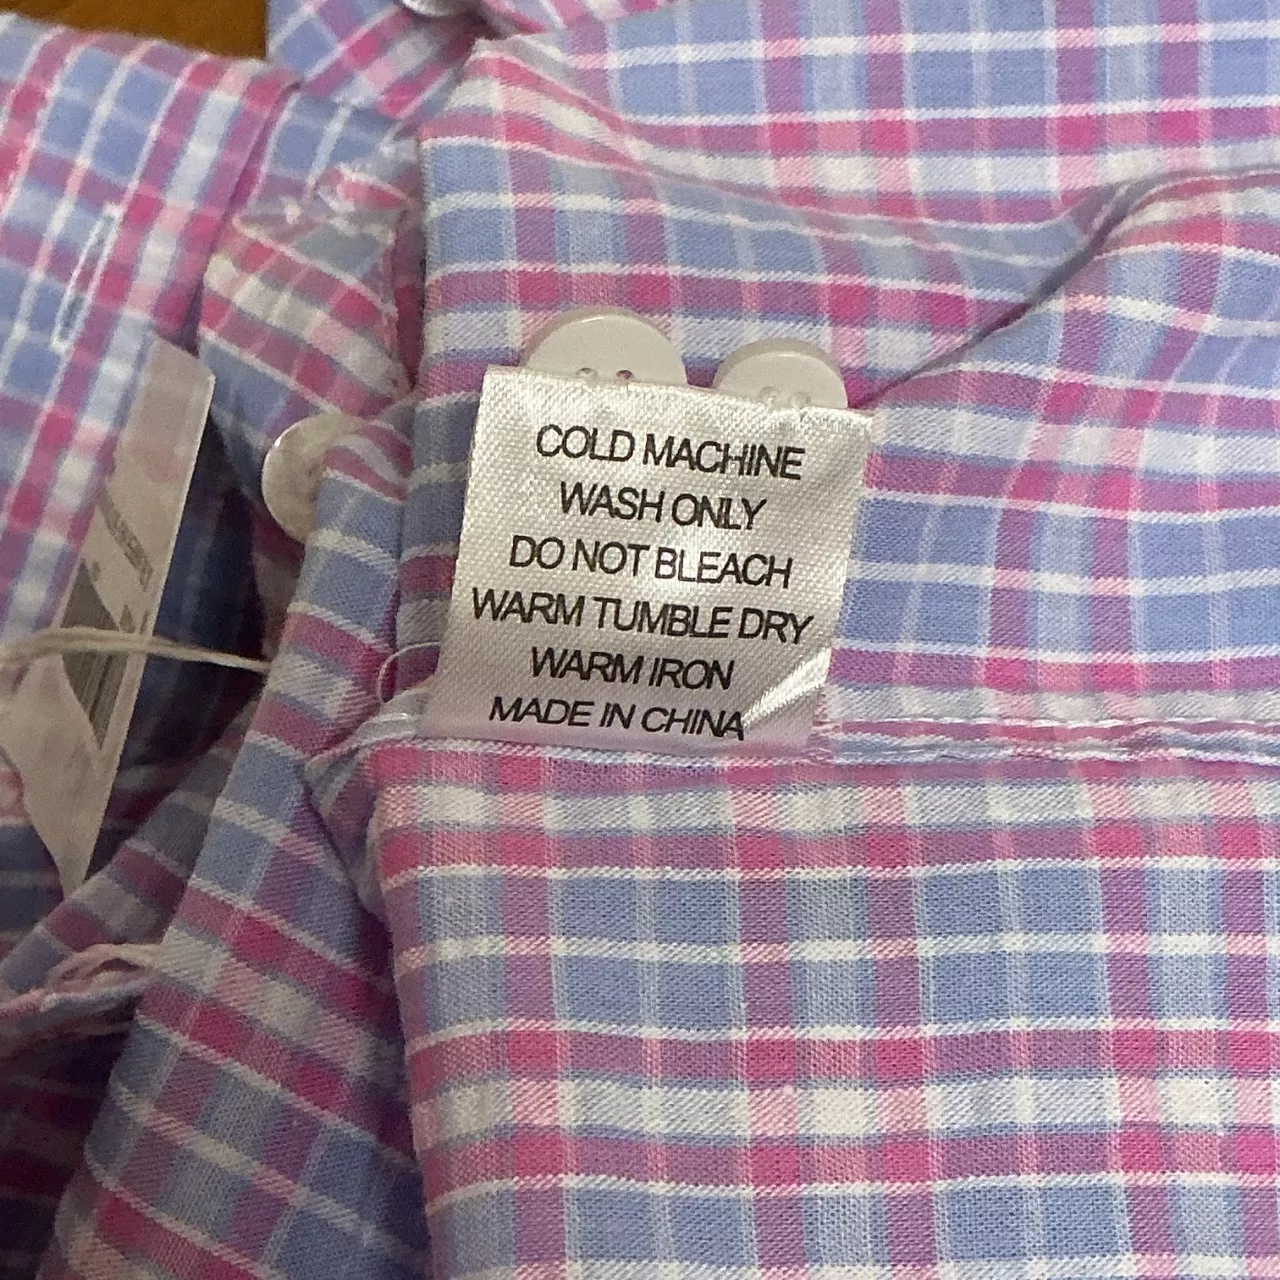 COLD MACHINE
WASH ONLY
DO NOT BLEACH
WARM TUMBLE DRY
WARM IRON
MADE IN CHINA